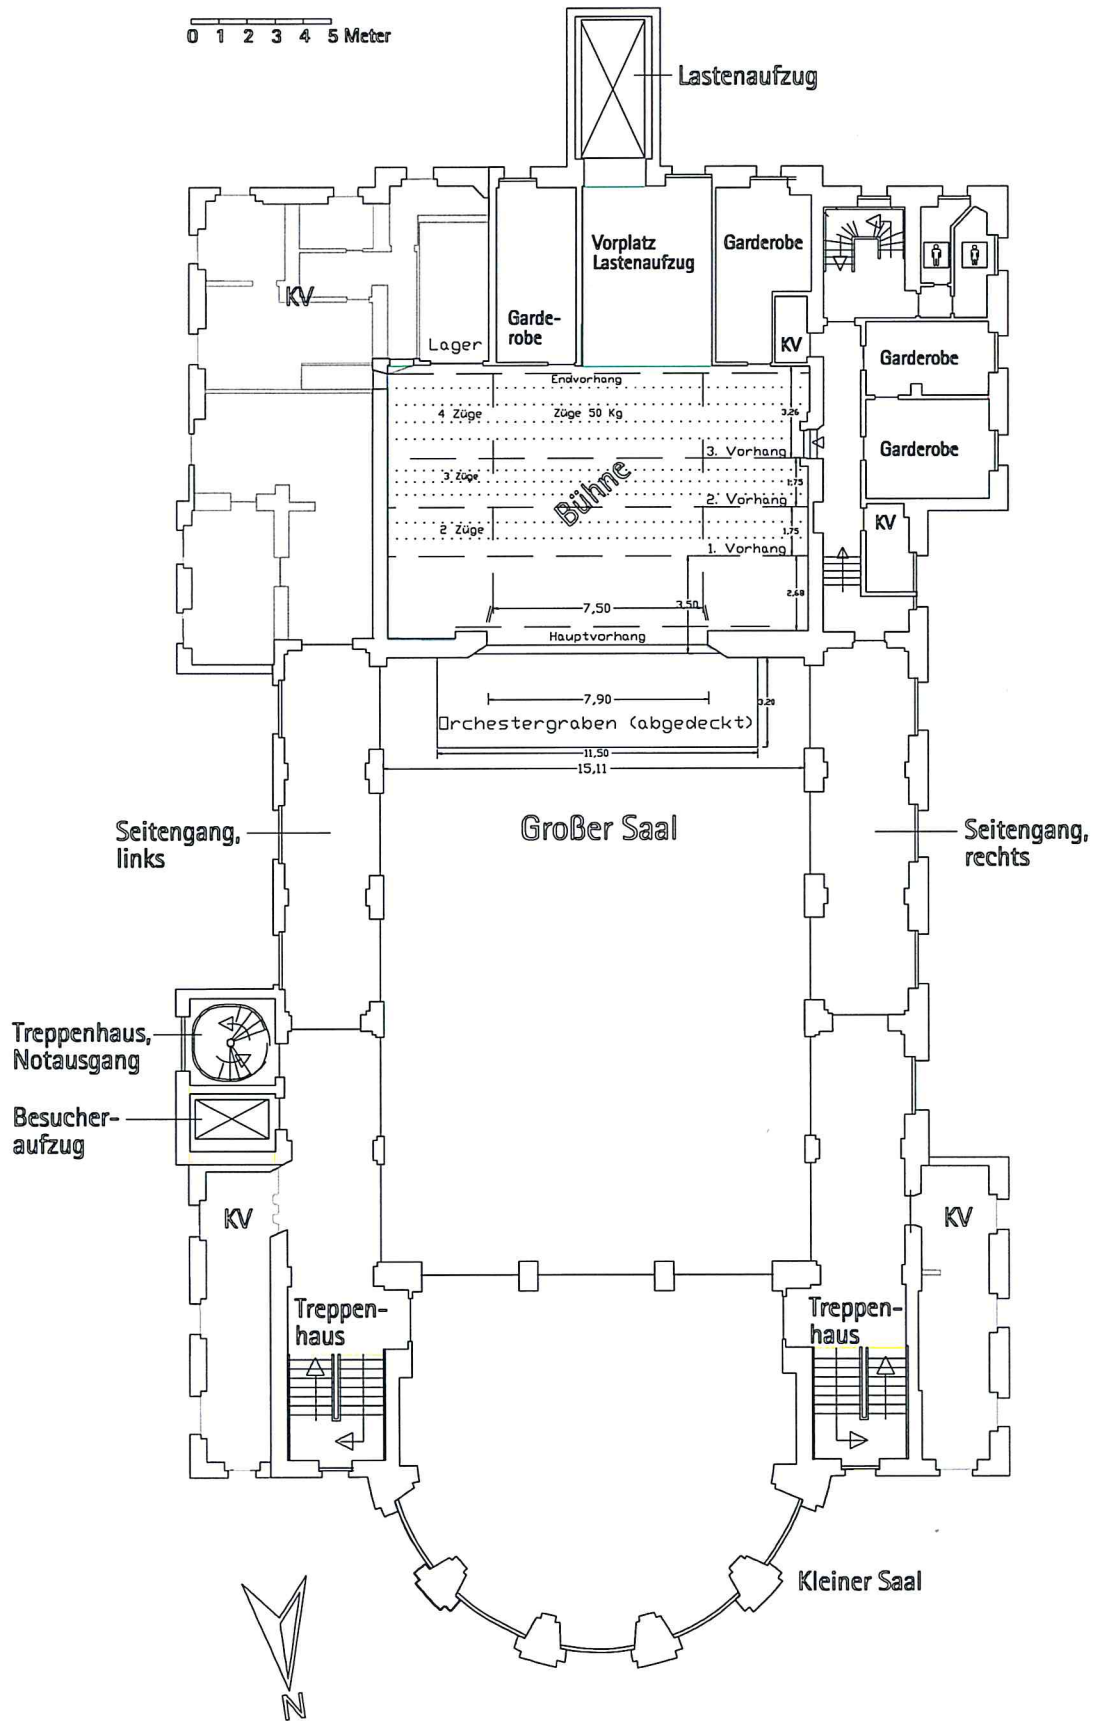 0 1 2 3 4 5 Meter
Lastenaufzug
Vorplatz
Lastenaufzug
Garderobe
KV
Garde-
robe
Lager
KV
Garderobe
Endvorhang
4 Züge
Züge 50 Kg
3,26
3. Vorhang
Garderobe
3 Züge
Bühne
1,75
2. Vorhang
KV
2 Züge
1,75
1. Vorhang
2,68
7,50
3,50
Hauptvorhang
7,90
3,20
Orchestergraben (abgedeckt)
11,50
15,11
Großer Saal
Seitengang,
links
Seitengang,
rechts
Treppenhaus,
Notausgang
Besucher-
aufzug
KV
KV
Treppen-
haus
Treppen-
haus
Kleiner Saal
N